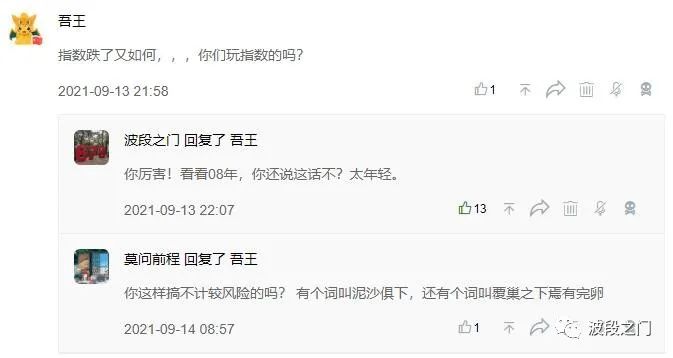 吾王
指数跌了又如何，，，你们玩指数的吗？
2021-09-13 21:58
1
波段之门 回复了 吾王
你厉害！看看08年，你还说这话不？太年轻。
2021-09-13 22:07
13
莫问前程 回复了 吾王
你这样搞不计较风险的吗？ 有个词叫泥沙俱下，还有个词叫覆巢之下焉有完卵
2021-09-14 08:57
1
波段之门